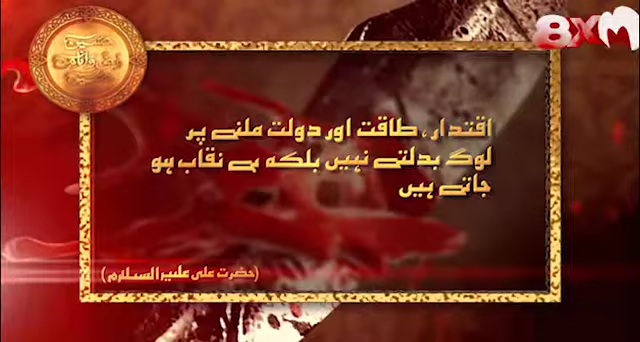 8XM
اقتدار، طاقت اور دولت ملنے پر
لوگ بدلتے نہیں بلکہ بے نقاب ہو
جاتے ہیں
(حضرت علی علیہ السلام)